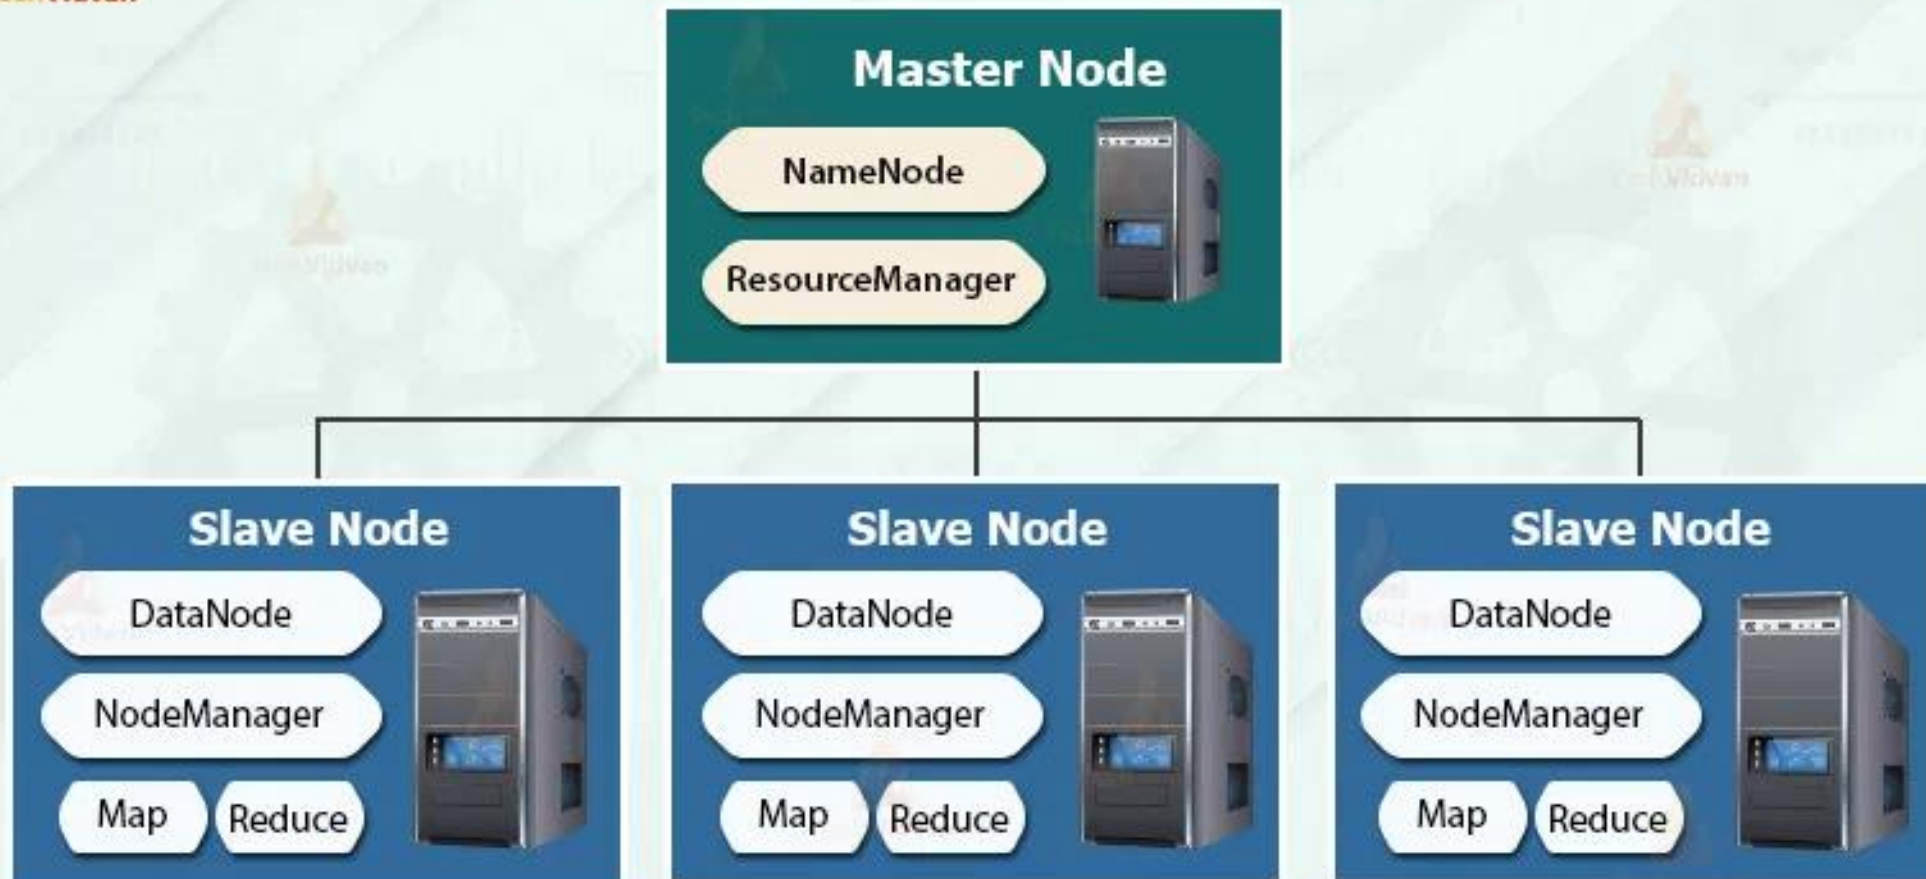 Master Node
NameNode
ResourceManager
Slave Node
DataNode
NodeManager
Map Reduce
Slave Node
DataNode
NodeManager
Map Reduce
Slave Node
DataNode
NodeManager
Map Reduce